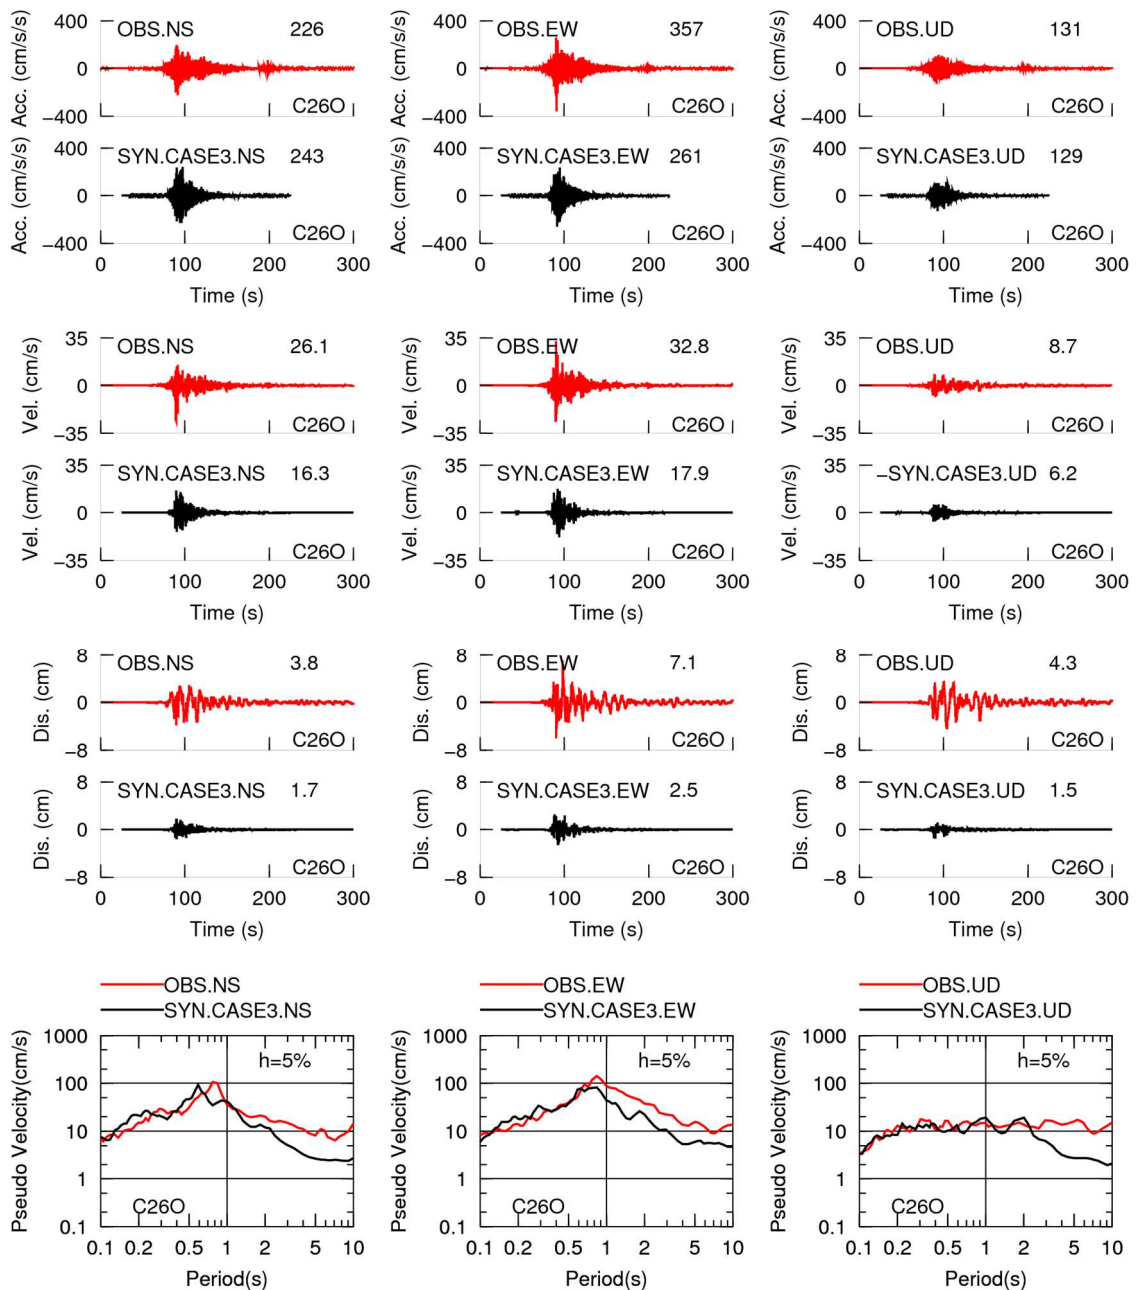 OBS.NS 226
400
0
−400
Acc. (cm/s/s)
C26O
OBS.EW 357
400
0
−400
Acc. (cm/s/s)
C26O
OBS.UD 131
400
0
−400
Acc. (cm/s/s)
C26O
SYN.CASE3.NS 243
400
0
−400
Acc. (cm/s/s)
C26O
0 100 200 300
Time (s)
SYN.CASE3.EW 261
400
0
−400
Acc. (cm/s/s)
C26O
0 100 200 300
Time (s)
SYN.CASE3.UD 129
400
0
−400
Acc. (cm/s/s)
C26O
0 100 200 300
Time (s)
OBS.NS 26.1
35
0
−35
Vel. (cm/s)
C26O
OBS.EW 32.8
35
0
−35
Vel. (cm/s)
C26O
OBS.UD 8.7
35
0
−35
Vel. (cm/s)
C26O
SYN.CASE3.NS 16.3
35
0
−35
Vel. (cm/s)
C26O
0 100 200 300
Time (s)
SYN.CASE3.EW 17.9
35
0
−35
Vel. (cm/s)
C26O
0 100 200 300
Time (s)
−SYN.CASE3.UD 6.2
35
0
−35
Vel. (cm/s)
C26O
0 100 200 300
Time (s)
OBS.NS 3.8
8
0
−8
Dis. (cm)
C26O
OBS.EW 7.1
8
0
−8
Dis. (cm)
C26O
OBS.UD 4.3
8
0
−8
Dis. (cm)
C26O
SYN.CASE3.NS 1.7
8
0
−8
Dis. (cm)
C26O
0 100 200 300
Time (s)
SYN.CASE3.EW 2.5
8
0
−8
Dis. (cm)
C26O
0 100 200 300
Time (s)
SYN.CASE3.UD 1.5
8
0
−8
Dis. (cm)
C26O
0 100 200 300
Time (s)
OBS.NS
SYN.CASE3.NS
1000
100
10
1
0.1
Pseudo Velocity(cm/s)
h=5%
C26O
0.1 0.2 0.5 1 2 5 10
Period(s)
OBS.EW
SYN.CASE3.EW
1000
100
10
1
0.1
Pseudo Velocity(cm/s)
h=5%
C26O
0.1 0.2 0.5 1 2 5 10
Period(s)
OBS.UD
SYN.CASE3.UD
1000
100
10
1
0.1
Pseudo Velocity(cm/s)
h=5%
C26O
0.1 0.2 0.5 1 2 5 10
Period(s)